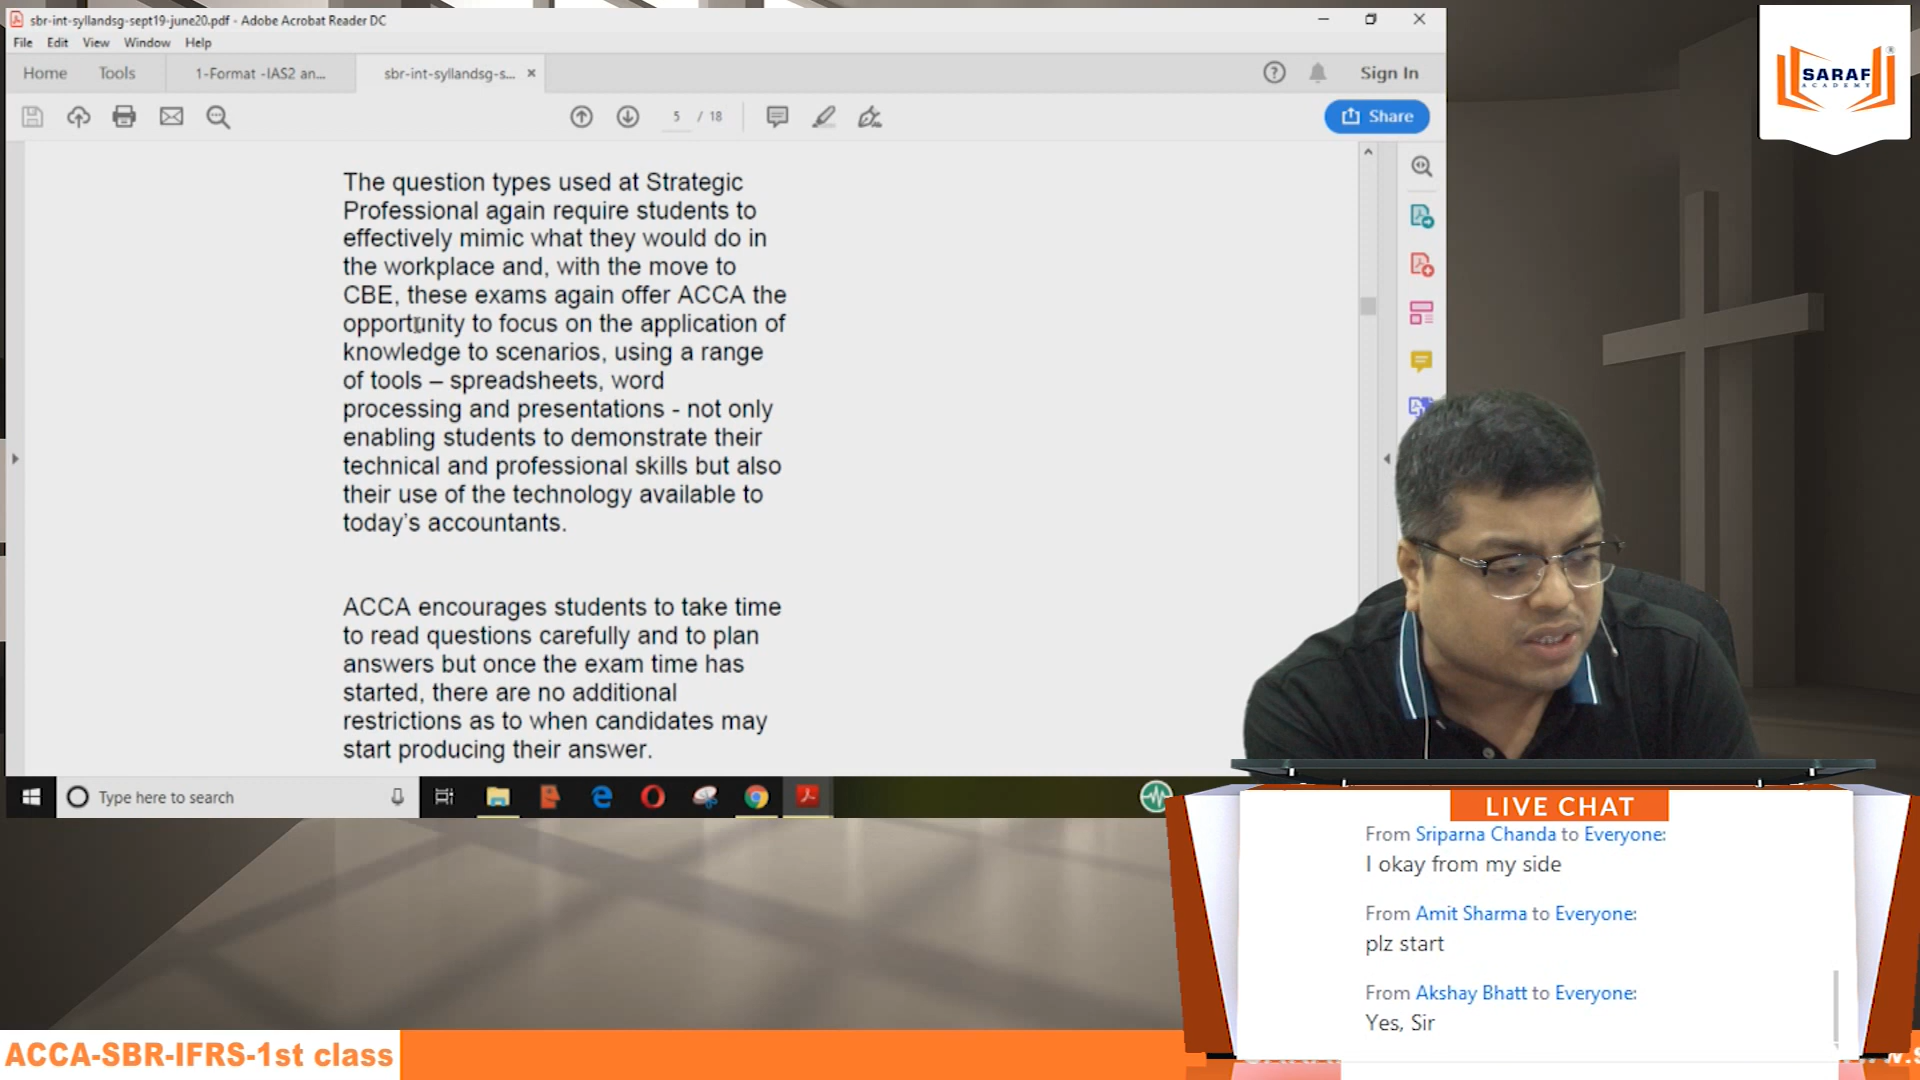 sbr-int-syllandsg-sept19-june20.pdf - Adobe Acrobat Reader DC
File Edit View Window Help
Home Tools 1-Format -IAS2 an... sbr-int-syllandsg-s... Sign In
5 / 18
Share
The question types used at Strategic
Professional again require students to
effectively mimic what they would do in
the workplace and, with the move to
CBE, these exams again offer ACCA the
opportunity to focus on the application of
knowledge to scenarios, using a range
of tools – spreadsheets, word
processing and presentations - not only
enabling students to demonstrate their
technical and professional skills but also
their use of the technology available to
today's accountants.
ACCA encourages students to take time
to read questions carefully and to plan
answers but once the exam time has
started, there are no additional
restrictions as to when candidates may
start producing their answer.
Type here to search
SARAF
ACADEMY
LIVE CHAT
From Sriparna Chanda to Everyone:
I okay from my side
From Amit Sharma to Everyone:
plz start
From Akshay Bhatt to Everyone:
Yes, Sir
ACCA-SBR-IFRS-1st class